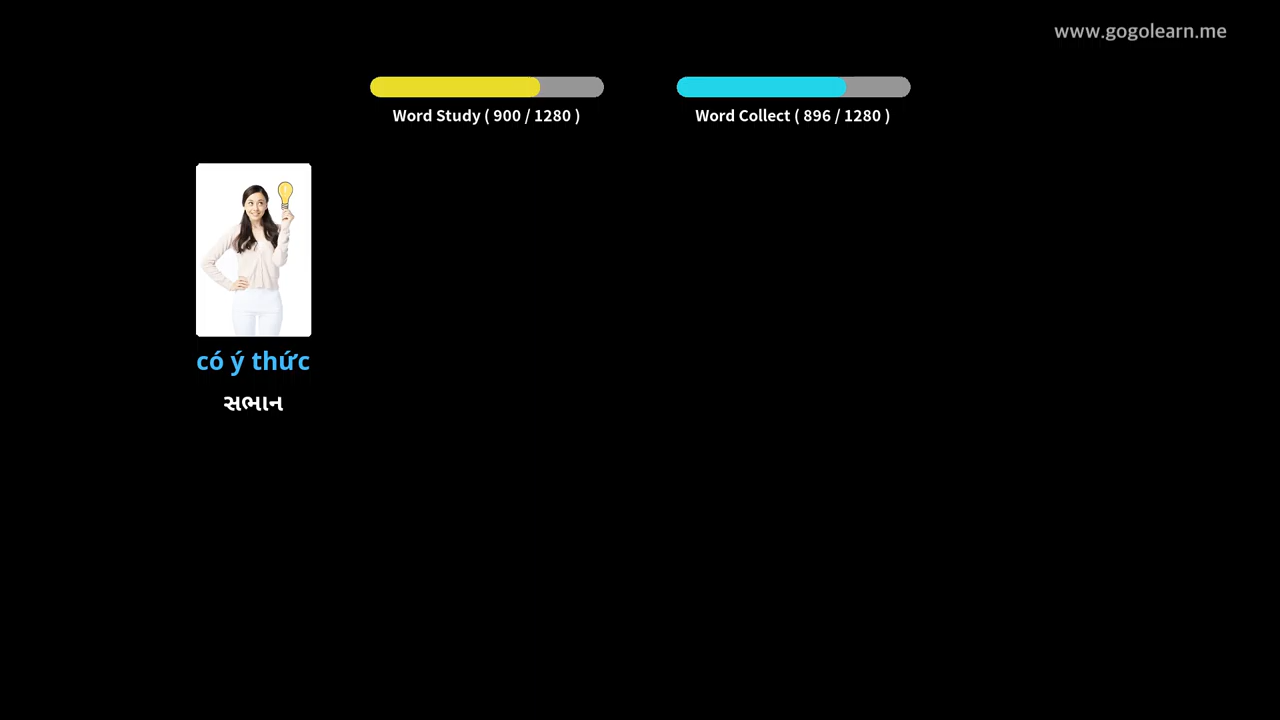 www.gogolearn.me
Word Study ( 900 / 1280 )
Word Collect ( 896 / 1280 )
có ý thức
સભાન